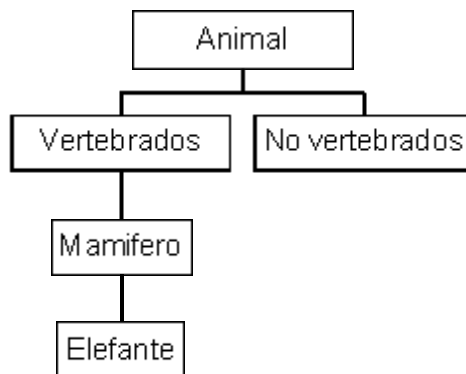 Animal
Vertebrados
No vertebrados
Mamifero
Elefante